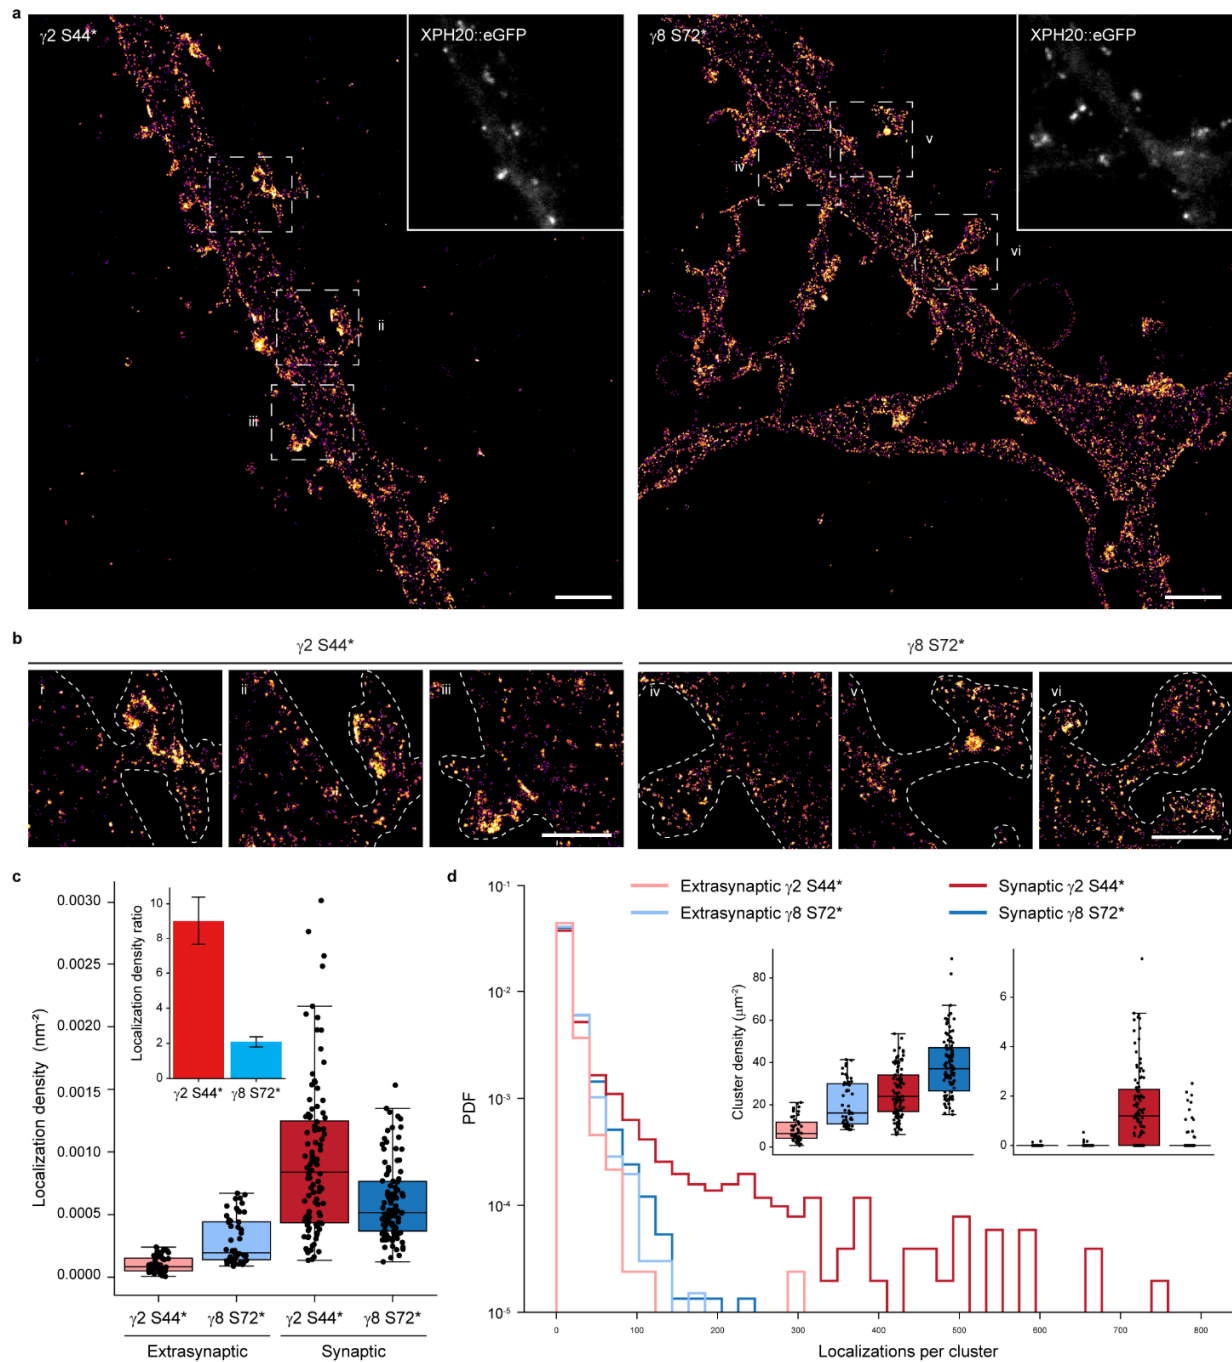 a
γ2 S44*
XPH20::eGFP
γ8 S72*
XPH20::eGFP
i
ii
iii
iv
v
vi
b
γ2 S44*
γ8 S72*
i
ii
iii
iv
v
vi
c
Localization density (nm⁻²)
0.0030
0.0025
0.0020
0.0015
0.0010
0.0005
0.0000
Localization density ratio
10
8
6
4
2
0
γ2 S44*
γ8 S72*
γ2 S44*
γ8 S72*
γ2 S44*
γ8 S72*
Extrasynaptic
Synaptic
d
Extrasynaptic γ2 S44*
Synaptic γ2 S44*
Extrasynaptic γ8 S72*
Synaptic γ8 S72*
PDF
10⁻¹
10⁻²
10⁻³
10⁻⁴
10⁻⁵
Cluster density (μm⁻²)
80
60
40
20
0
6
4
2
0
0
100
200
300
400
500
600
700
800
Localizations per cluster